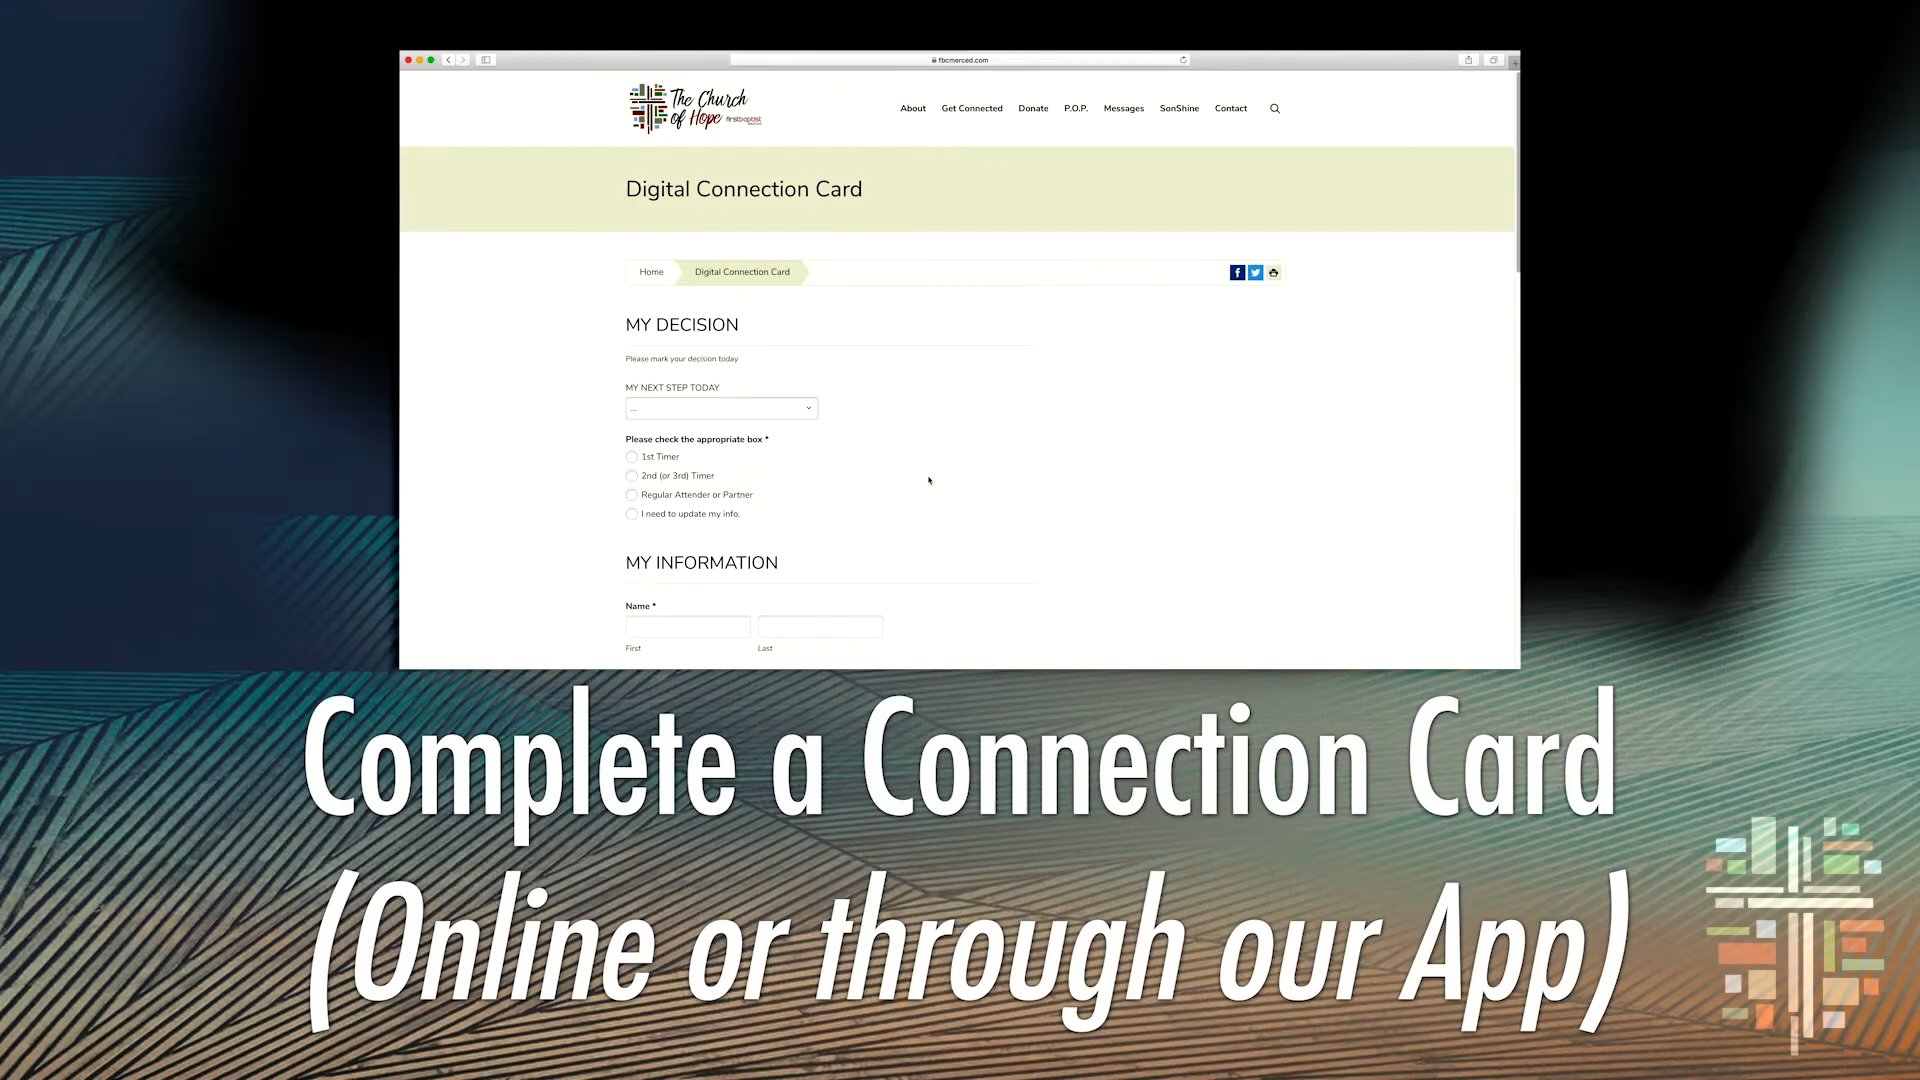 fbcmerced.com
The Church
of Hope firstbaptist
About Get Connected Donate P.O.P. Messages SonShine Contact
Digital Connection Card
Home Digital Connection Card
MY DECISION
Please mark your decision today
MY NEXT STEP TODAY
...
Please check the appropriate box *
1st Timer
2nd (or 3rd) Timer
Regular Attender or Partner
I need to update my info.
MY INFORMATION
Name *
First Last
Complete a Connection Card
(Online or through our App)